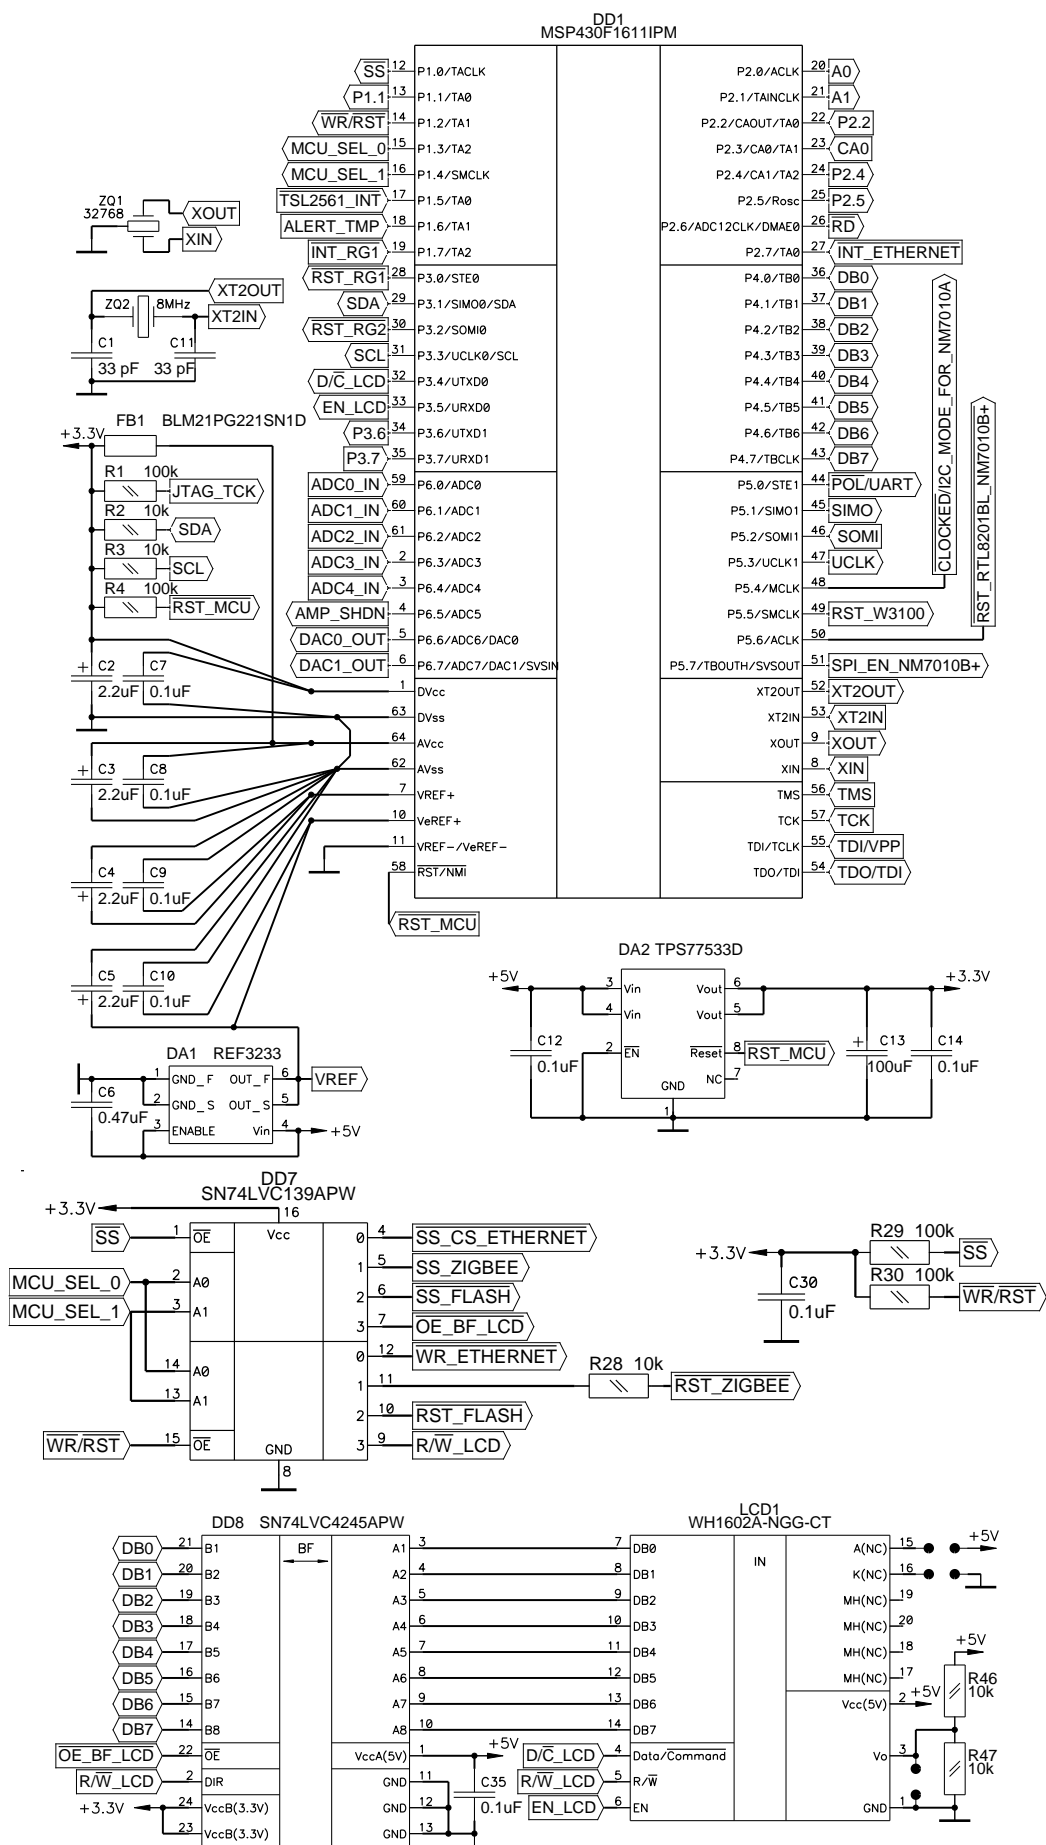 DD1
MSP430F1611IPM
SS 12 P1.0/TACLK P2.0/ACLK 20 A0
P1.1 13 P1.1/TA0 P2.1/TAINCLK 21 A1
WR/RST 14 P1.2/TA1 P2.2/CAOUT/TA0 22 P2.2
MCU_SEL_0 15 P1.3/TA2 P2.3/CA0/TA1 23 CA0
MCU_SEL_1 16 P1.4/SMCLK P2.4/CA1/TA2 24 P2.4
TSL2561_INT 17 P1.5/TA0 P2.5/Rosc 25 P2.5
ALERT_TMP 18 P1.6/TA1 P2.6/ADC12CLK/DMAE0 26 RD
INT_RG1 19 P1.7/TA2 P2.7/TA0 27 INT_ETHERNET
RST_RG1 28 P3.0/STE0 P4.0/TB0 36 DB0
SDA 29 P3.1/SIMO0/SDA P4.1/TB1 37 DB1
RST_RG2 30 P3.2/SOMI0 P4.2/TB2 38 DB2
SCL 31 P3.3/UCLK0/SCL P4.3/TB3 39 DB3
D/C_LCD 32 P3.4/UTXD0 P4.4/TB4 40 DB4
EN_LCD 33 P3.5/URXD0 P4.5/TB5 41 DB5
P3.6 34 P3.6/UTXD1 P4.6/TB6 42 DB6
P3.7 35 P3.7/URXD1 P4.7/TBCLK 43 DB7
ADC0_IN 59 P6.0/ADC0 P5.0/STE1 44 POL/UART
ADC1_IN 60 P6.1/ADC1 P5.1/SIMO1 45 SIMO
ADC2_IN 61 P6.2/ADC2 P5.2/SOMI1 46 SOMI
ADC3_IN 2 P6.3/ADC3 P5.3/UCLK1 47 UCLK
ADC4_IN 3 P6.4/ADC4 P5.4/MCLK 48
AMP_SHDN 4 P6.5/ADC5 P5.5/SMCLK 49 RST_W3100
DAC0_OUT 5 P6.6/ADC6/DAC0 P5.6/ACLK 50
DAC1_OUT 6 P6.7/ADC7/DAC1/SVSIN P5.7/TBOUTH/SVSOUT 51 SPI_EN_NM7010B+
1 DVcc XT2OUT 52 XT2OUT
63 DVss XT2IN 53 XT2IN
64 AVcc XOUT 9 XOUT
62 AVss XIN 8 XIN
7 VREF+ TMS 56 TMS
10 VeREF+ TCK 57 TCK
11 VREF-/VeREF- TDI/TCLK 55 TDI/VPP
58 RST/NMI TDO/TDI 54 TDO/TDI
RST_MCU
CLOCKED/I2C_MODE_FOR_NM7010A
RST_RTL8201BL_NM7010B+
ZQ1
32768
XOUT
XIN
XT2OUT
ZQ2 8MHz
XT2IN
C1 C11
33 pF 33 pF
FB1 BLM21PG221SN1D
+3.3V
R1 100k
JTAG_TCK
R2 10k
SDA
R3 10k
SCL
R4 100k
RST_MCU
+ C2 C7
2.2uF 0.1uF
+ C3 C8
2.2uF 0.1uF
C4 C9
+ 2.2uF 0.1uF
C5 C10
+ 2.2uF 0.1uF
DA1 REF3233
1 GND_F OUT_F 6 VREF
2 GND_S OUT_S 5
3 ENABLE Vin 4 +5V
C6
0.47uF
DA2 TPS77533D
+5V 3 Vin Vout 6 +3.3V
4 Vin Vout 5
2 EN Reset 8 RST_MCU
NC 7
GND
1
C12
0.1uF
+ C13
100uF
C14
0.1uF
DD7
SN74LVC139APW
+3.3V 16
Vcc
SS 1 OE 0 4 SS_CS_ETHERNET
1 5 SS_ZIGBEE
MCU_SEL_0 2 A0
2 6 SS_FLASH
MCU_SEL_1 3 A1
3 7 OE_BF_LCD
0 12 WR_ETHERNET
14 A0
1 11 R28 10k RST_ZIGBEE
13 A1
2 10 RST_FLASH
WR/RST 15 OE 3 9 R/W_LCD
GND
8
+3.3V
R29 100k
SS
R30 100k
WR/RST
C30
0.1uF
DD8 SN74LVC4245APW
BF
DB0 21 B1 A1 3
DB1 20 B2 A2 4
DB2 19 B3 A3 5
DB3 18 B4 A4 6
DB4 17 B5 A5 7
DB5 16 B6 A6 8
DB6 15 B7 A7 9
DB7 14 B8 A8 10
OE_BF_LCD 22 OE VccA(5V) 1 +5V
R/W_LCD 2 DIR GND 11
+3.3V 24 VccB(3.3V) GND 12
23 VccB(3.3V) GND 13
C35
0.1uF
LCD1
WH1602A-NGG-CT
IN
7 DB0 A(NC) 15 +5V
8 DB1 K(NC) 16
9 DB2 MH(NC) 19
10 DB3 MH(NC) 20
11 DB4 MH(NC) 18
12 DB5 MH(NC) 17
13 DB6 Vcc(5V) 2 +5V
14 DB7
D/C_LCD 4 Data/Command Vo 3
R/W_LCD 5 R/W
EN_LCD 6 EN GND 1
+5V
R46
10k
R47
10k